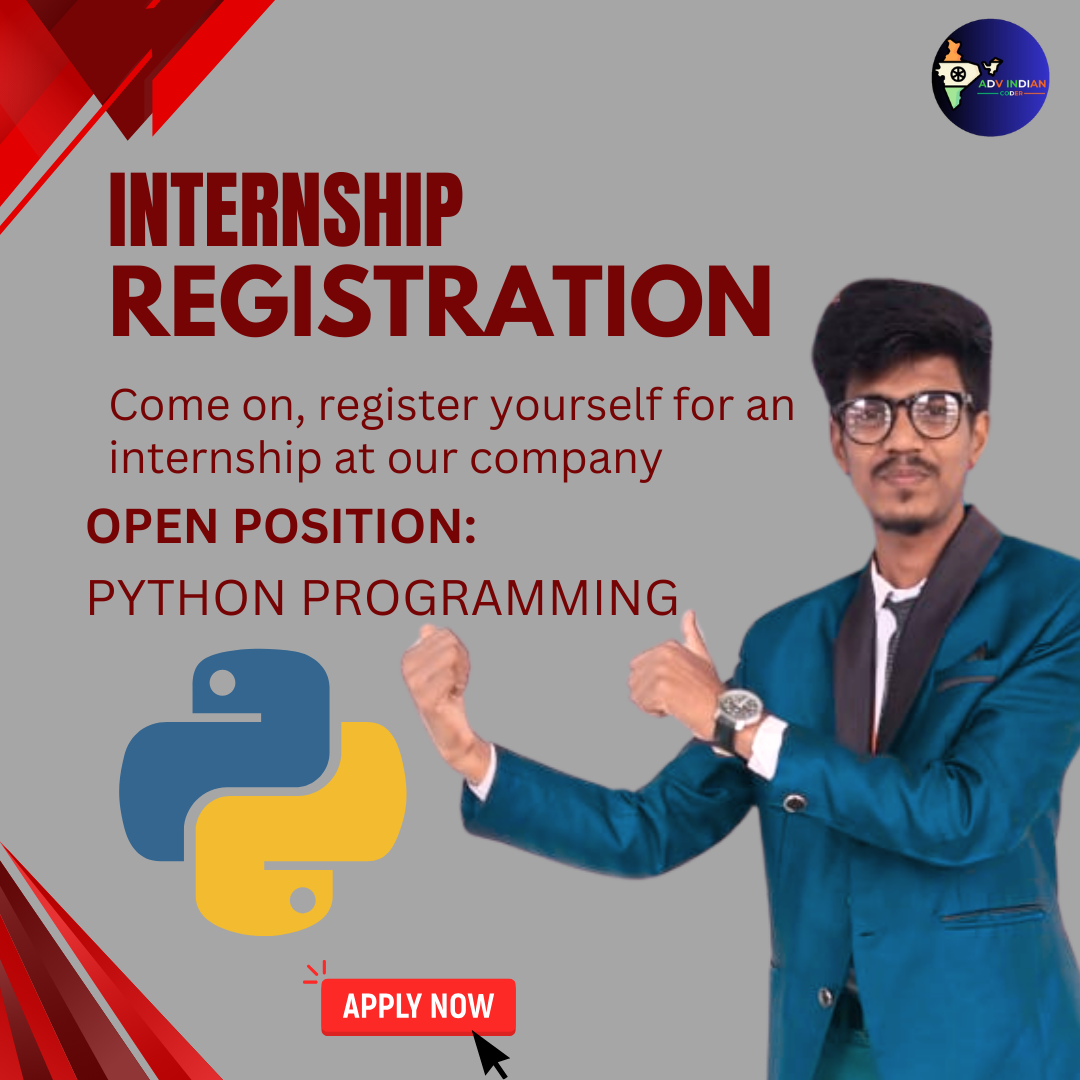 ADV INDIAN
CODER
INTERNSHIP
REGISTRATION
Come on, register yourself for an
internship at our company
OPEN POSITION:
PYTHON PROGRAMMING
APPLY NOW